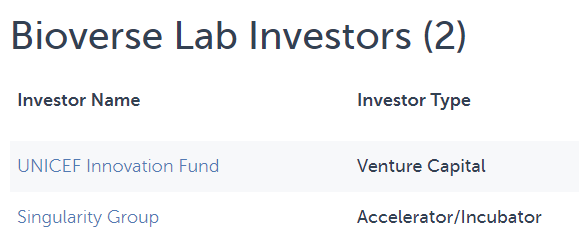 Bioverse Lab Investors (2)
Investor Name Investor Type
UNICEF Innovation Fund Venture Capital
Singularity Group Accelerator/Incubator